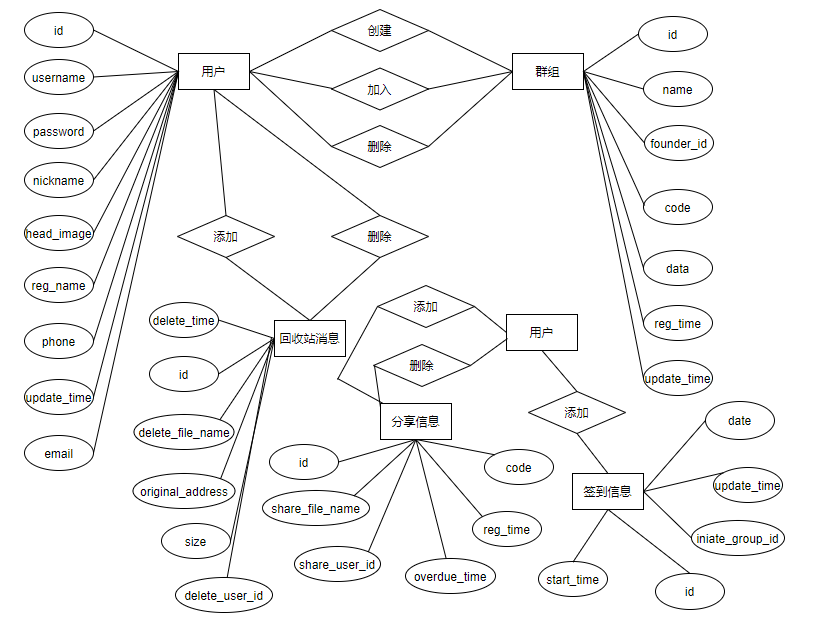 id
username
password
nickname
head_image
reg_name
phone
update_time
email
用户
创建
加入
删除
群组
id
name
founder_id
code
data
reg_time
update_time
添加
删除
回收站消息
delete_time
id
delete_file_name
original_address
size
delete_user_id
添加
删除
用户
分享信息
id
share_file_name
share_user_id
overdue_time
reg_time
code
添加
签到信息
date
update_time
iniate_group_id
id
start_time